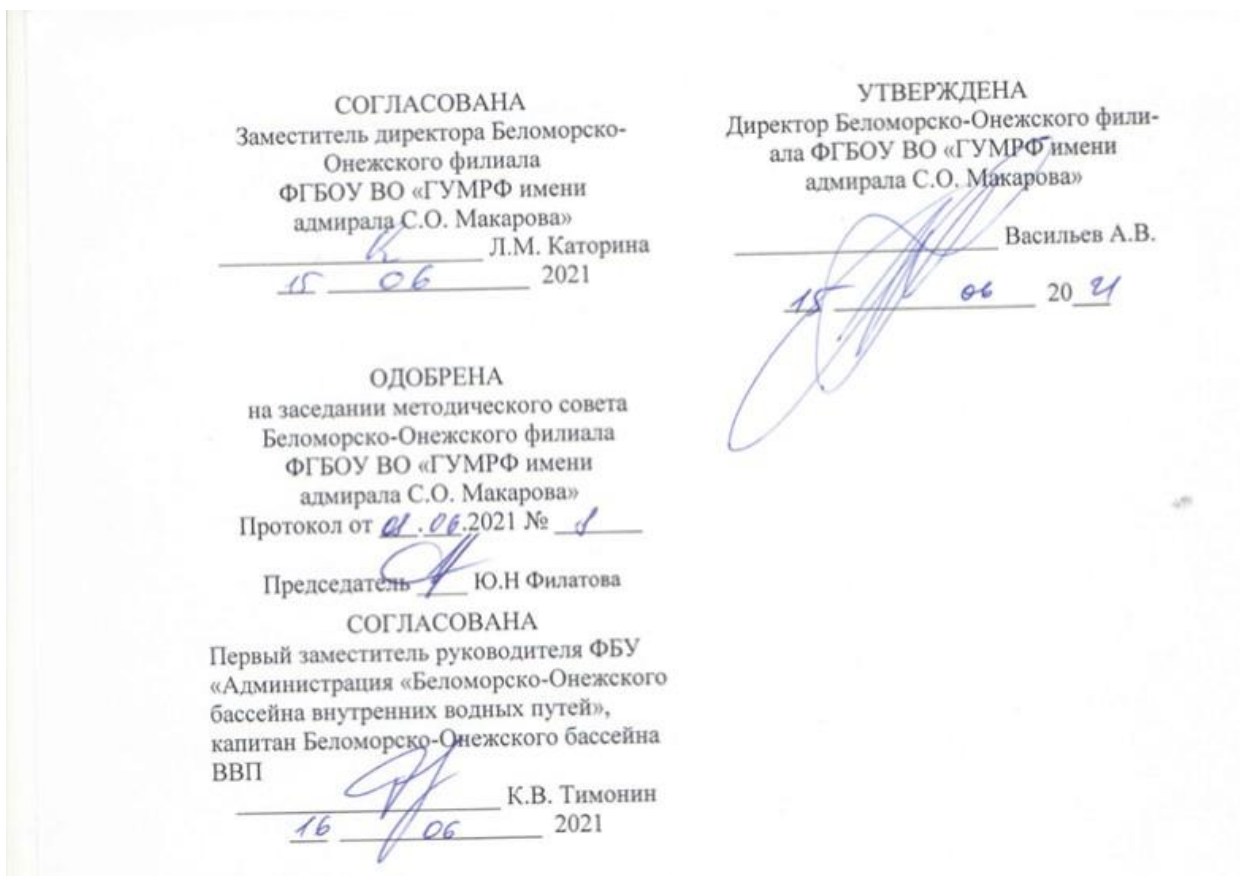 СОГЛАСОВАНА
Заместитель директора Беломорско-
Онежского филиала
ФГБОУ ВО «ГУМРФ имени
адмирала С.О. Макарова»
Л.М. Каторина
15 06 2021
УТВЕРЖДЕНА
Директор Беломорско-Онежского фили-
ала ФГБОУ ВО «ГУМРФ имени
адмирала С.О. Макарова»
Васильев А.В.
15 06 20 21
ОДОБРЕНА
на заседании методического совета
Беломорско-Онежского филиала
ФГБОУ ВО «ГУМРФ имени
адмирала С.О. Макарова»
Протокол от .06.2021 №
Председатель Ю.Н Филатова
СОГЛАСОВАНА
Первый заместитель руководителя ФБУ
«Администрация «Беломорско-Онежского
бассейна внутренних водных путей»,
капитан Беломорско-Онежского бассейна
ВВП
К.В. Тимонин
16 06 2021